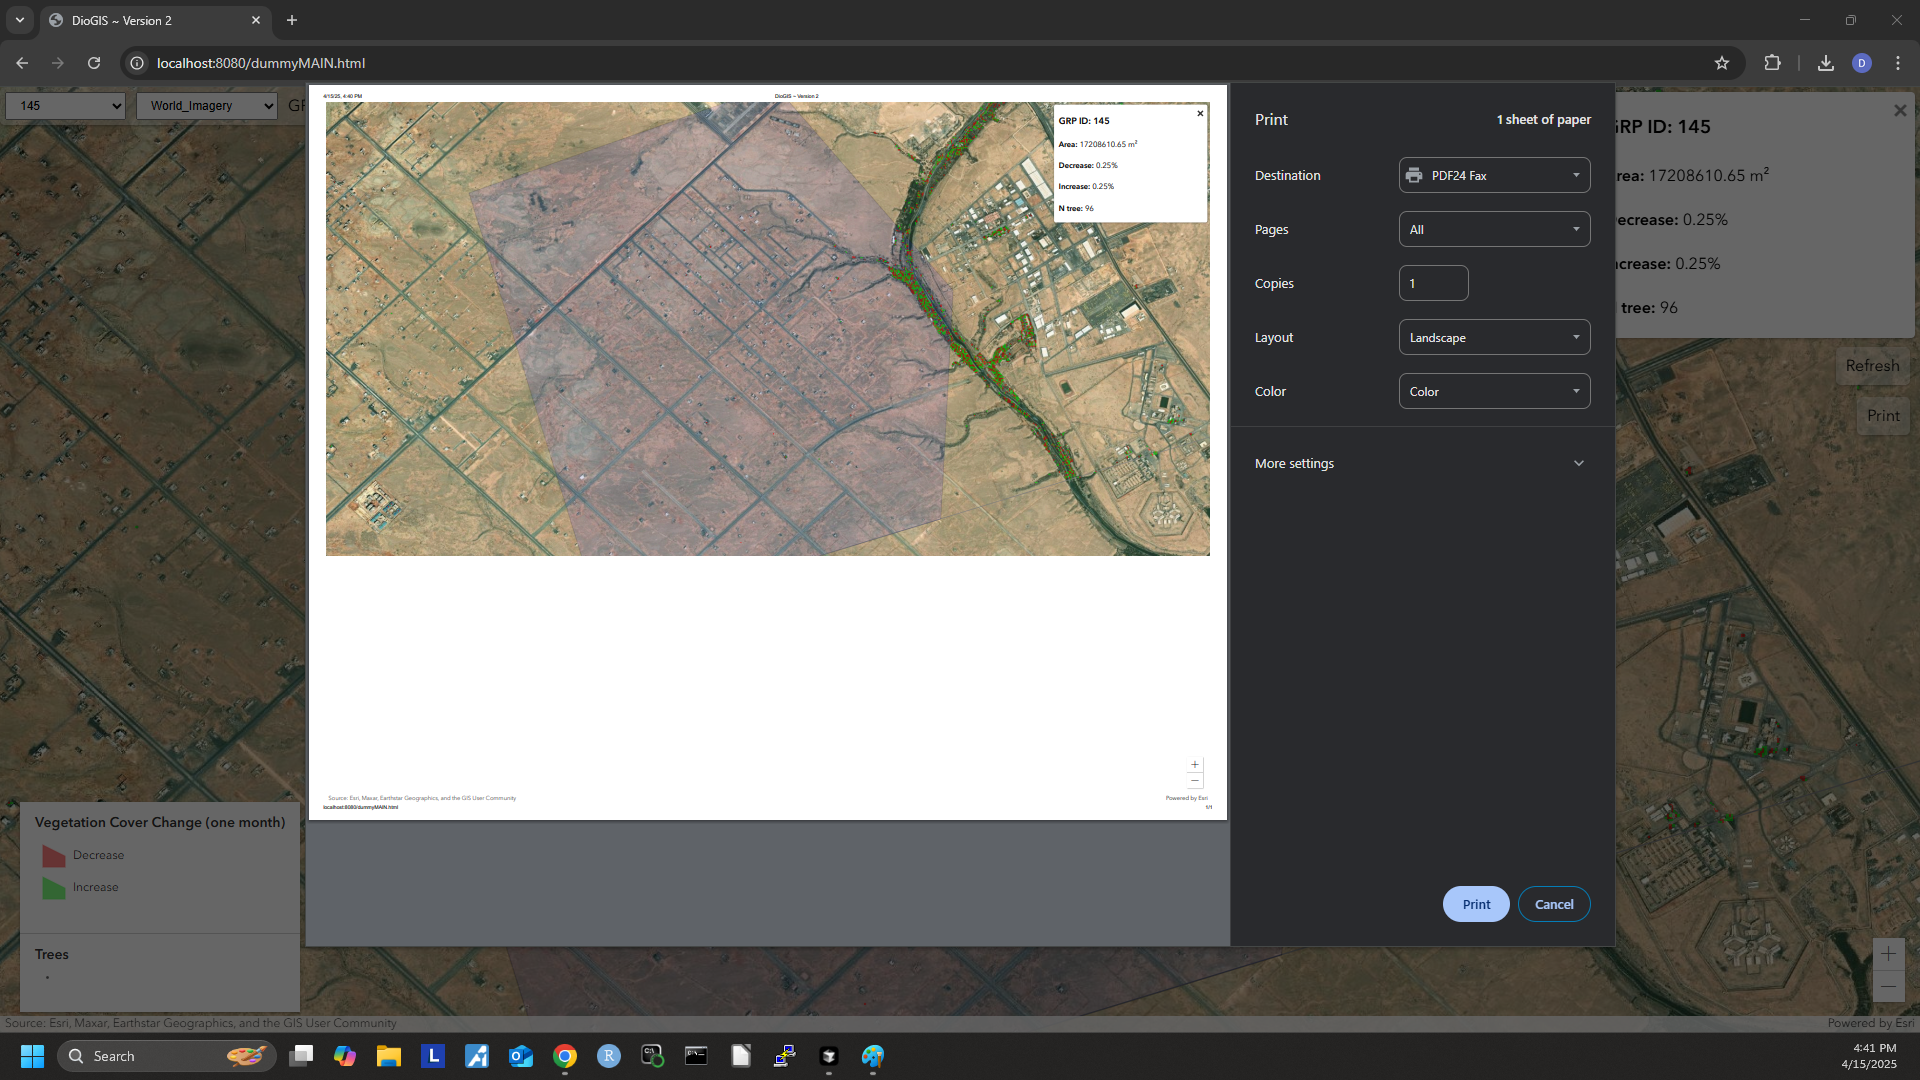 DioGIS ~ Version 2
localhost:8080/dummyMAIN.html
D
145
World_Imagery
4/15/25, 4:40 PM
DioGIS ~ Version 2
GRP ID: 145
Area: 17208610.65 m²
Decrease: 0.25%
Increase: 0.25%
N tree: 96
Source: Esri, Maxar, Earthstar Geographics, and the GIS User Community
Powered by Esri
localhost:8080/dummyMAIN.html
1/1
Print
1 sheet of paper
Destination
PDF24 Fax
Pages
All
Copies
1
Layout
Landscape
Color
Color
More settings
Print
Cancel
RP ID: 145
rea: 17208610.65 m²
ecrease: 0.25%
crease: 0.25%
tree: 96
Refresh
Print
Vegetation Cover Change (one month)
Decrease
Increase
Trees
Source: Esri, Maxar, Earthstar Geographics, and the GIS User Community
Powered by Esri
Search
L
R
4:41 PM
4/15/2025